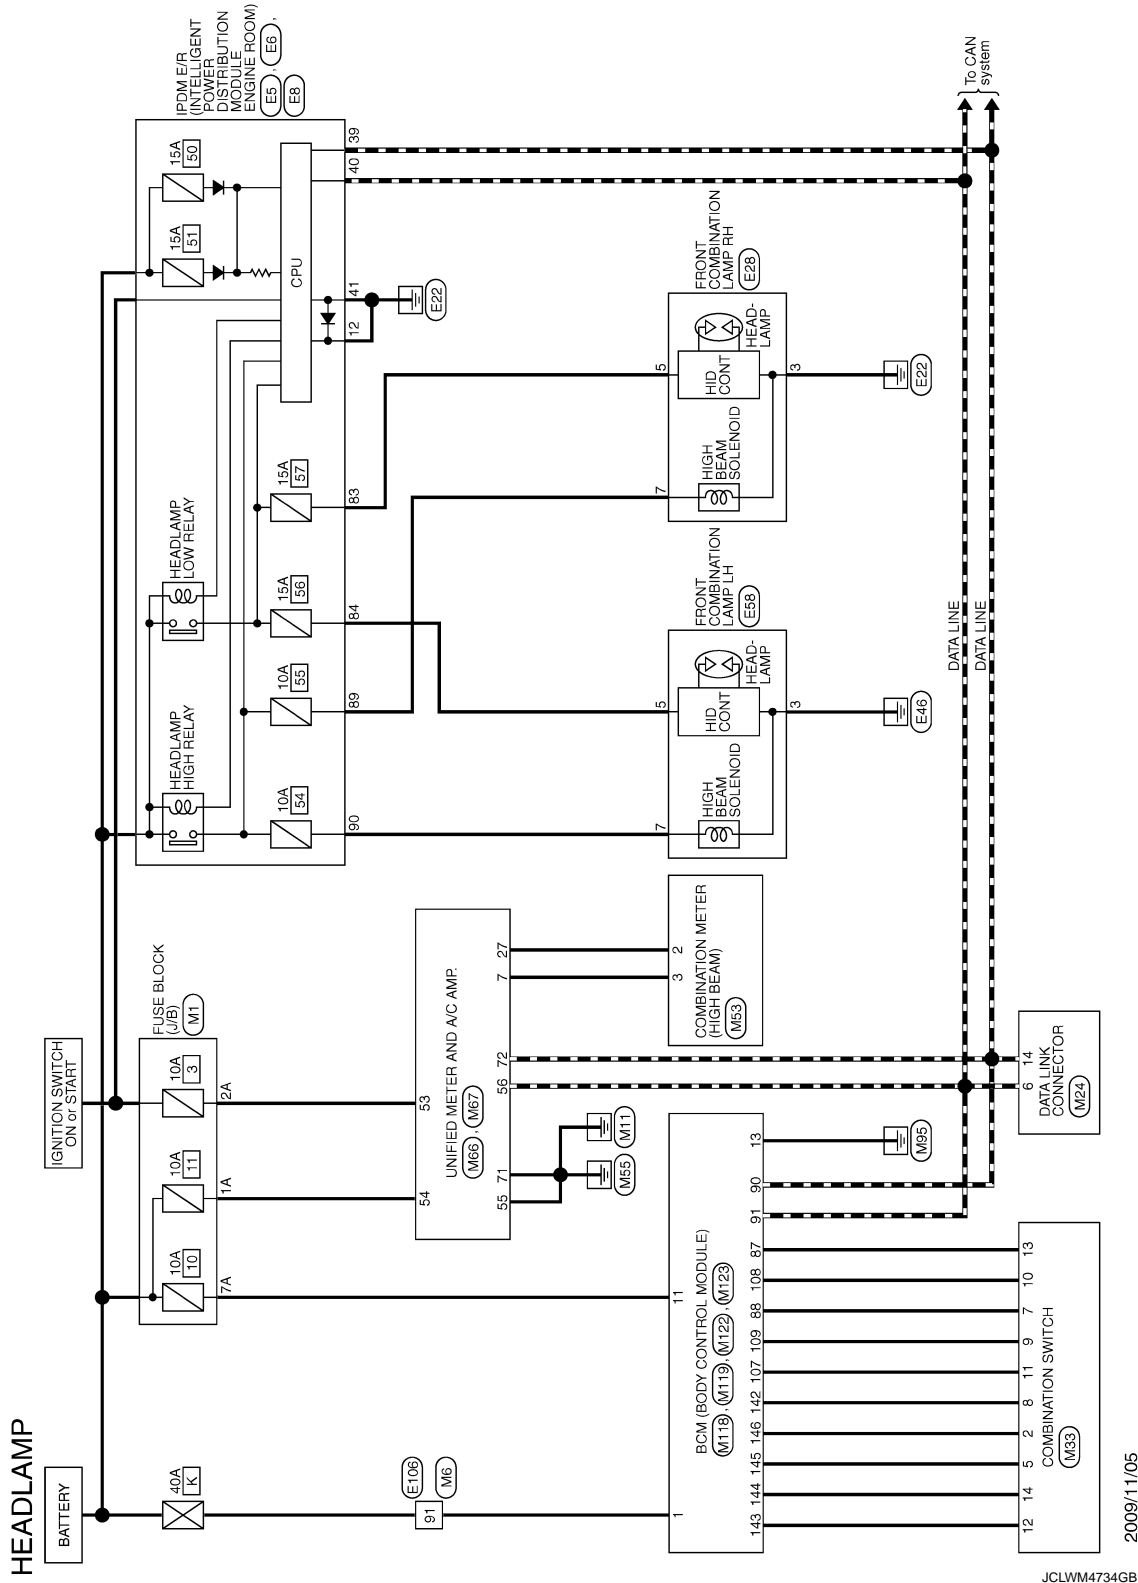 HEADLAMP
BATTERY
IGNITION SWITCH
ON or START
40A
K
E106
91
M6
FUSE BLOCK
(J/B)
M1
10A
10
10A
11
10A
3
7A
1A
2A
IPDM E/R
(INTELLIGENT
POWER
DISTRIBUTION
MODULE
ENGINE ROOM)
E5 , E6 ,
E8
HEADLAMP
HIGH RELAY
HEADLAMP
LOW RELAY
15A
51
15A
50
10A
54
10A
55
15A
56
15A
57
CPU
90
89
84
83
12
41
40
39
E22
UNIFIED METER AND A/C AMP.
M66 , M67
54
53
55
71
56
72
7
27
M55
M11
COMBINATION METER
(HIGH BEAM)
M53
3
2
FRONT
COMBINATION
LAMP LH
E58
7
5
HIGH
BEAM
SOLENOID
HID
CONT
HEAD-
LAMP
3
E46
FRONT
COMBINATION
LAMP RH
E28
7
5
HIGH
BEAM
SOLENOID
HID
CONT
HEAD-
LAMP
3
E22
BCM (BODY CONTROL MODULE)
M118 , M119 , M122 , M123
1
11
143
144
145
146
142
107
109
88
108
87
91
90
13
M95
DATA LINE
DATA LINE
To CAN
system
COMBINATION SWITCH
M33
12
14
5
2
8
11
9
7
10
13
DATA LINK
CONNECTOR
M24
6
14
2009/11/05
JCLWM4734GB